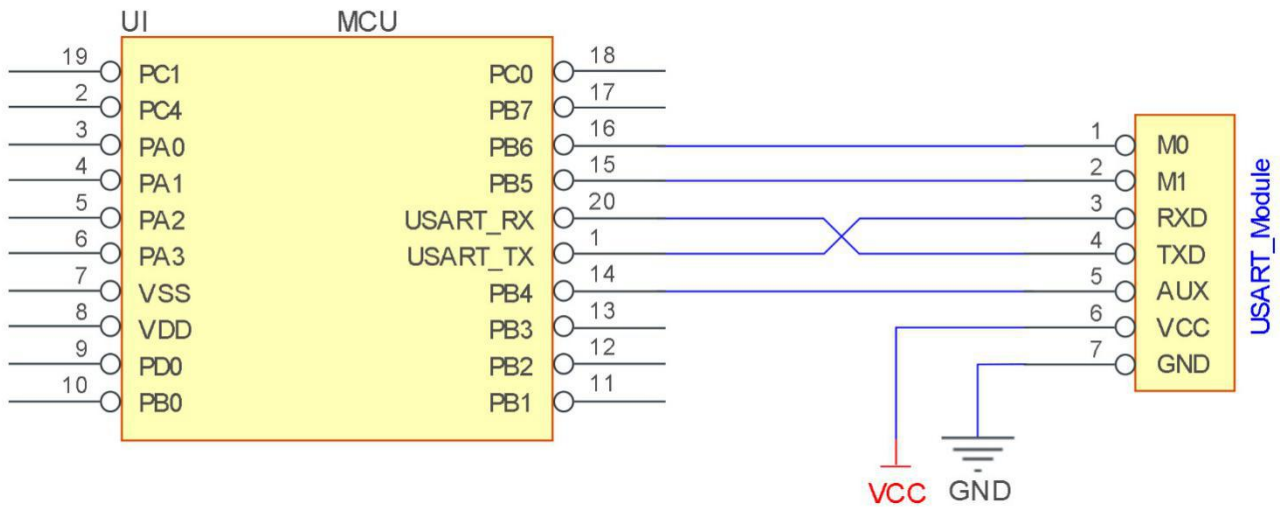 UI MCU
19 PC1 PC0 18
2 PC4 PB7 17
3 PA0 PB6 16 1 M0
4 PA1 PB5 15 2 M1
5 PA2 USART_RX 20 3 RXD
6 PA3 USART_TX 1 4 TXD
7 VSS PB4 14 5 AUX
8 VDD PB3 13 6 VCC
9 PD0 PB2 12 7 GND
10 PB0 PB1 11
USART_Module
VCC GND